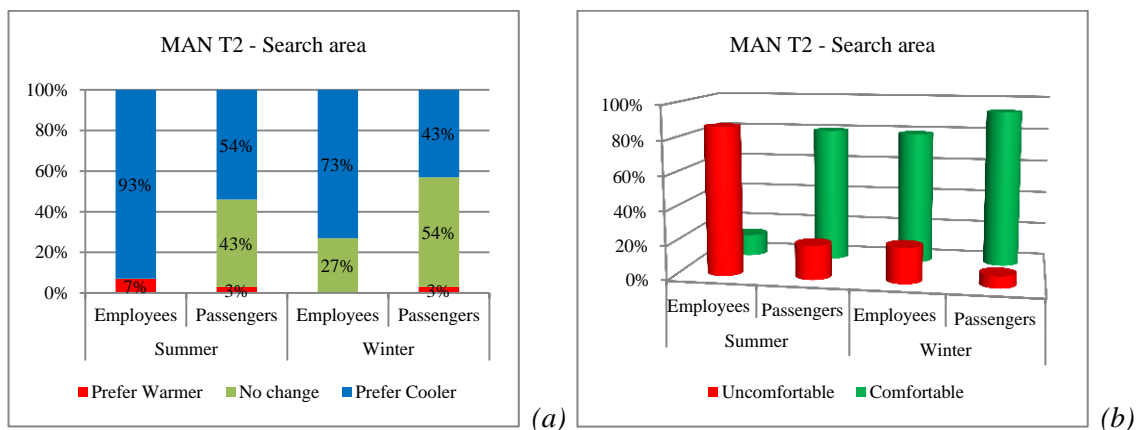 MAN T2 - Search area
100%
80%
60%
40%
20%
0%
93%
7%
54%
43%
3%
73%
27%
43%
54%
3%
Employees Passengers Employees Passengers
Summer Winter
Prefer Warmer No change Prefer Cooler
(a)
MAN T2 - Search area
100%
80%
60%
40%
20%
0%
Employees Passengers Employees Passengers
Summer Winter
Uncomfortable Comfortable
(b)